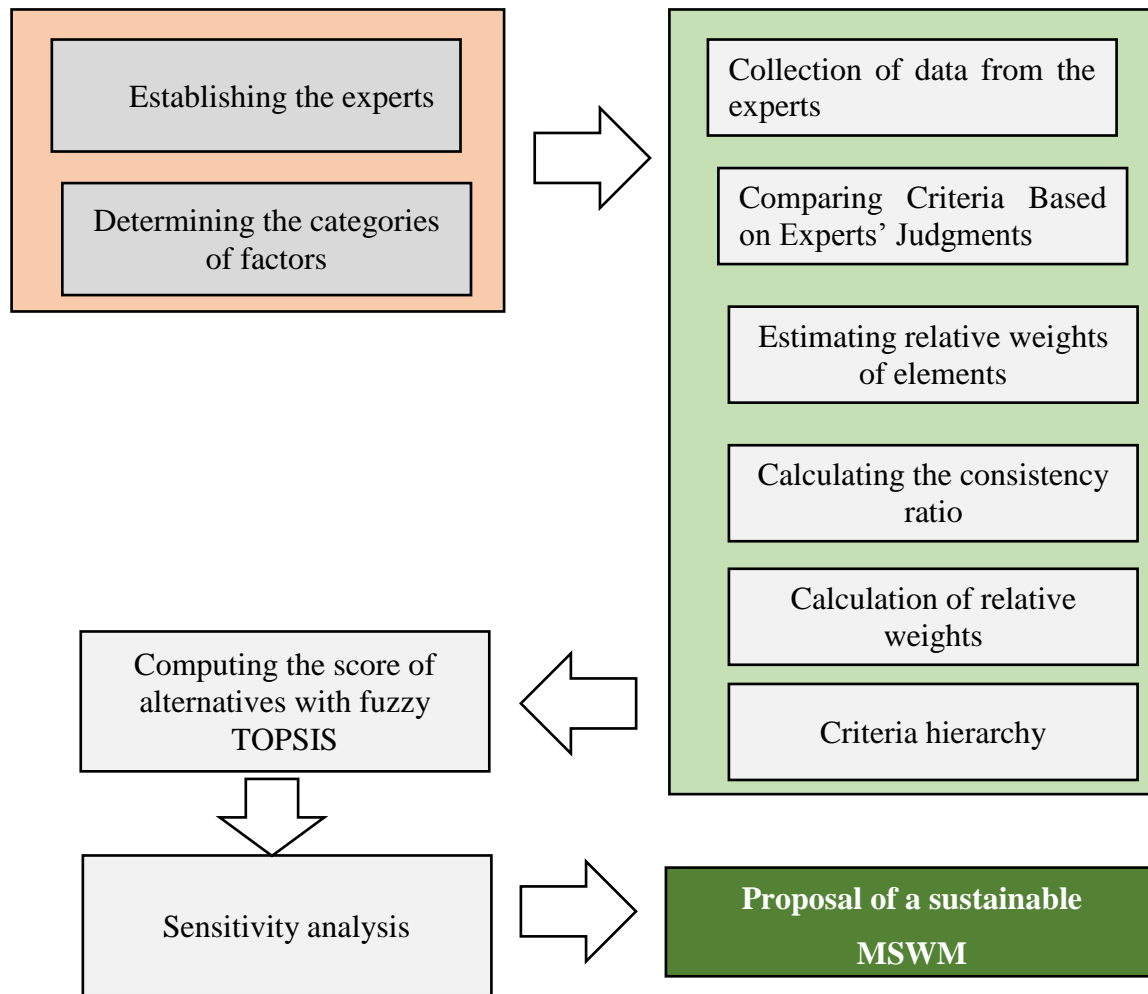 Establishing the experts
Determining the categories
of factors
Collection of data from the
experts
Comparing Criteria Based
on Experts’ Judgments
Estimating relative weights
of elements
Calculating the consistency
ratio
Calculation of relative
weights
Criteria hierarchy
Computing the score of
alternatives with fuzzy
TOPSIS
Sensitivity analysis
Proposal of a sustainable
MSWM